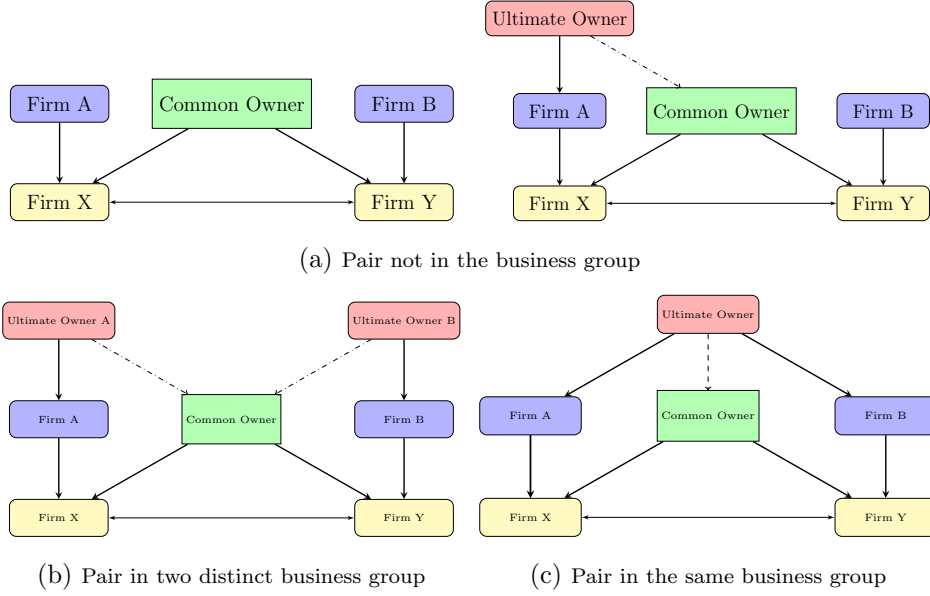 Ultimate Owner
Firm A
Common Owner
Firm B
Firm A
Common Owner
Firm B
Firm X
Firm Y
Firm X
Firm Y
(a) Pair not in the business group
Ultimate Owner A
Ultimate Owner B
Ultimate Owner
Firm A
Common Owner
Firm B
Firm A
Common Owner
Firm B
Firm X
Firm Y
Firm X
Firm Y
(b) Pair in two distinct business group
(c) Pair in the same business group